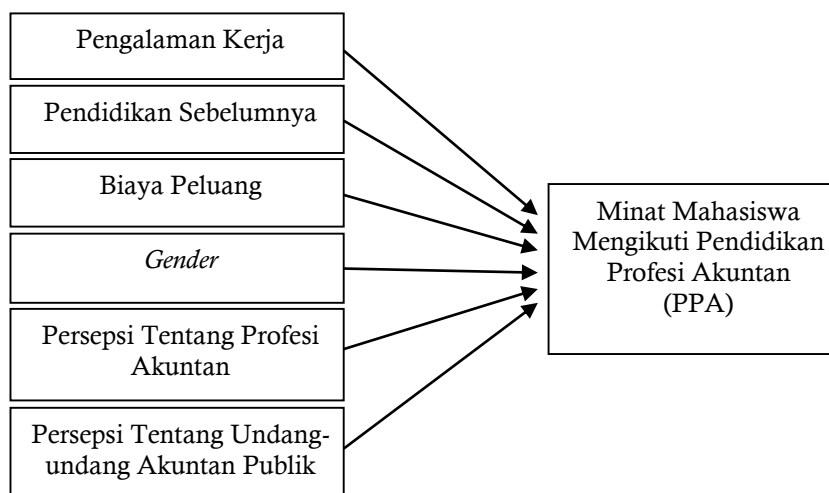 Pengalaman Kerja
Pendidikan Sebelumnya
Biaya Peluang
Gender
Persepsi Tentang Profesi
Akuntan
Persepsi Tentang Undang-
undang Akuntan Publik
Minat Mahasiswa
Mengikuti Pendidikan
Profesi Akuntan
(PPA)